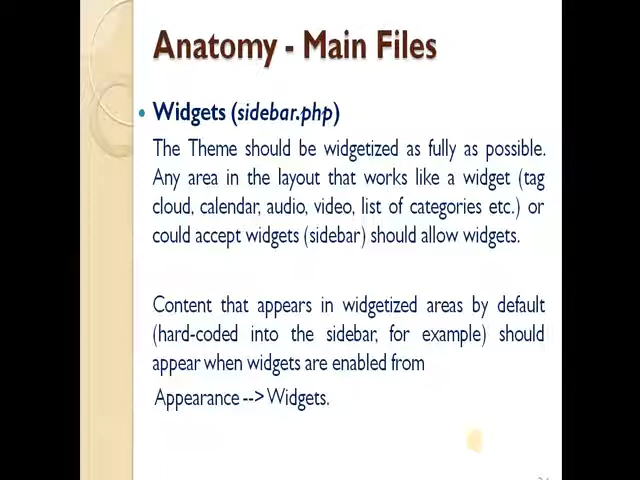 Anatomy - Main Files
• Widgets (sidebar.php)
The Theme should be widgetized as fully as possible.
Any area in the layout that works like a widget (tag
cloud, calendar, audio, video, list of categories etc.) or
could accept widgets (sidebar) should allow widgets.
Content that appears in widgetized areas by default
(hard-coded into the sidebar, for example) should
appear when widgets are enabled from
Appearance --> Widgets.